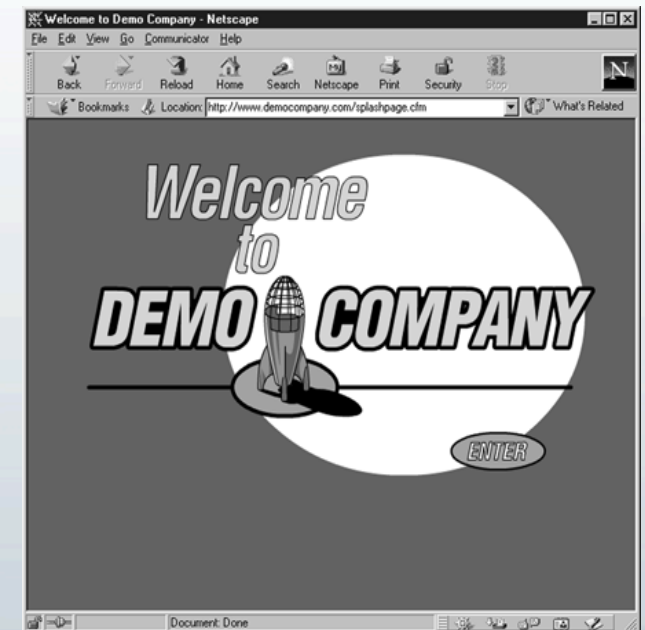 Welcome to Demo Company - Netscape
File Edit View Go Communicator Help
Back Forward Reload Home Search Netscape Print Security Stop
N
Bookmarks Location: http://www.democompany.com/splashpage.cfm What's Related
Welcome
to
DEMO COMPANY
ENTER
Document: Done